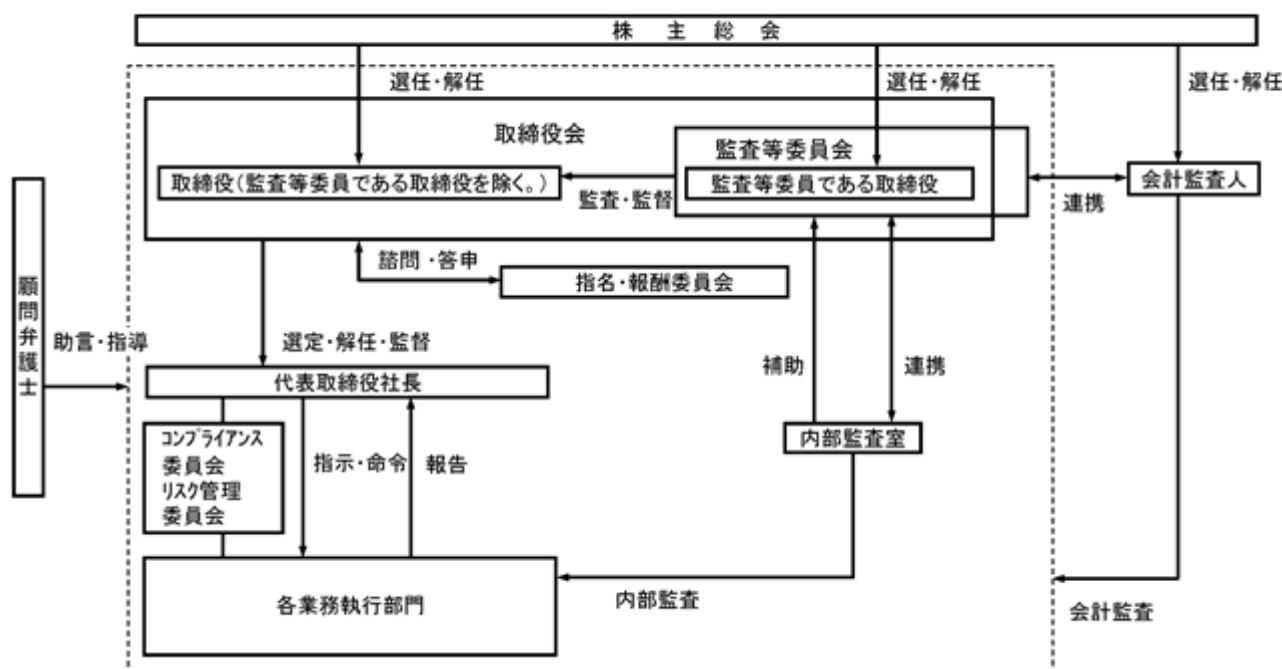 株主総会
選任・解任
選任・解任
選任・解任
取締役会
監査等委員会
取締役(監査等委員である取締役を除く。)
監査・監督
監査等委員である取締役
連携
会計監査人
諮問・答申
指名・報酬委員会
顧問弁護士
助言・指導
選定・解任・監督
補助
連携
代表取締役社長
コンプライアンス
委員会
リスク管理
委員会
指示・命令
報告
内部監査室
各業務執行部門
内部監査
会計監査